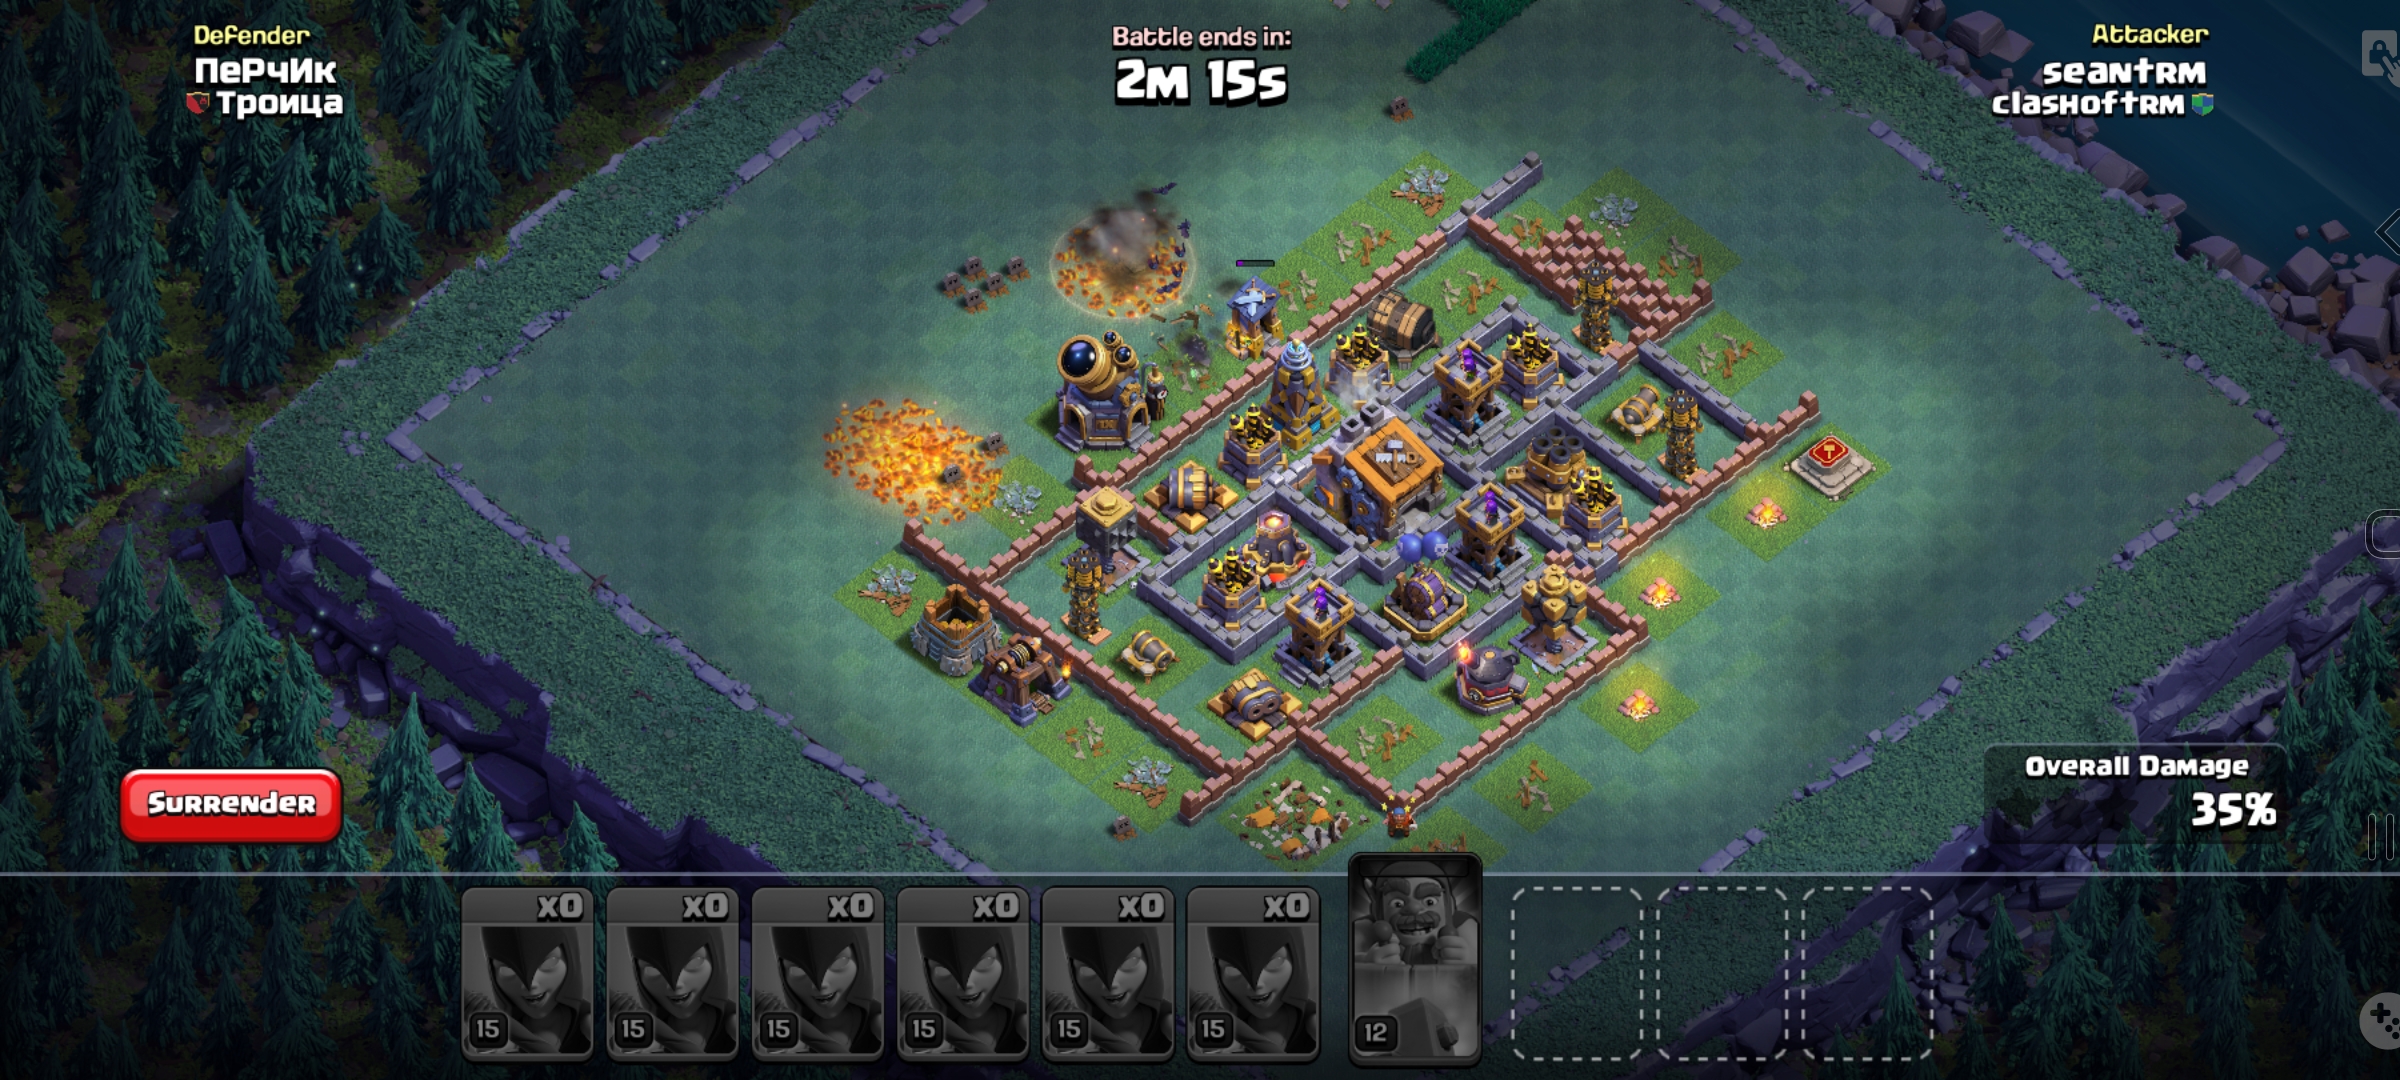 Defender
ПеРчИк
Троица
Battle ends in:
2m 15s
Attacker
seantrm
clashoftrm
Surrender
Overall Damage
35%
x0
x0
x0
x0
x0
x0
15
15
15
15
15
15
12